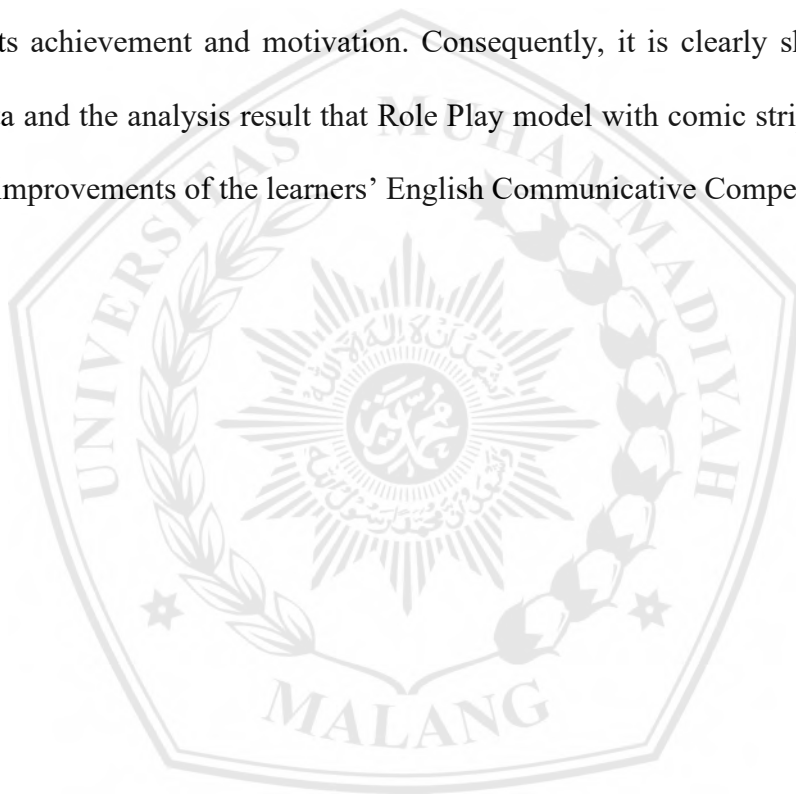 ts achievement and motivation. Consequently, it is clearly sl
a and the analysis result that Role Play model with comic stri
improvements of the learners’ English Communicative Compe
UNIVERSITAS MUHAMMADIYAH
MALANG